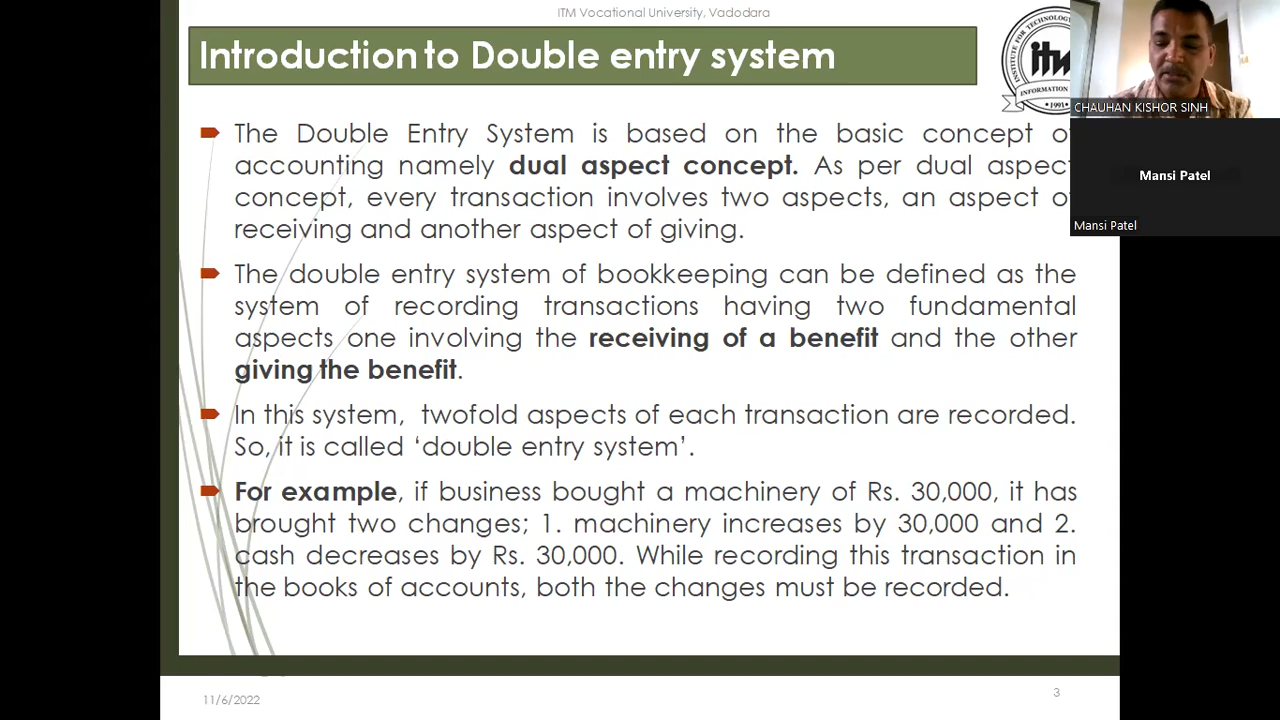 ITM Vocational University, Vadodara
Introduction to Double entry system
The Double Entry System is based on the basic concept of
accounting namely dual aspect concept. As per dual aspect
concept, every transaction involves two aspects, an aspect of
receiving and another aspect of giving.
The double entry system of bookkeeping can be defined as the
system of recording transactions having two fundamental
aspects one involving the receiving of a benefit and the other
giving the benefit.
In this system, twofold aspects of each transaction are recorded.
So, it is called ‘double entry system’.
For example, if business bought a machinery of Rs. 30,000, it has
brought two changes; 1. machinery increases by 30,000 and 2.
cash decreases by Rs. 30,000. While recording this transaction in
the books of accounts, both the changes must be recorded.
11/6/2022
3
INSTITUTE FOR TECHNOLOGY
itm
INFORMATION
•1991•
CHAUHAN KISHOR SINH
Mansi Patel
Mansi Patel